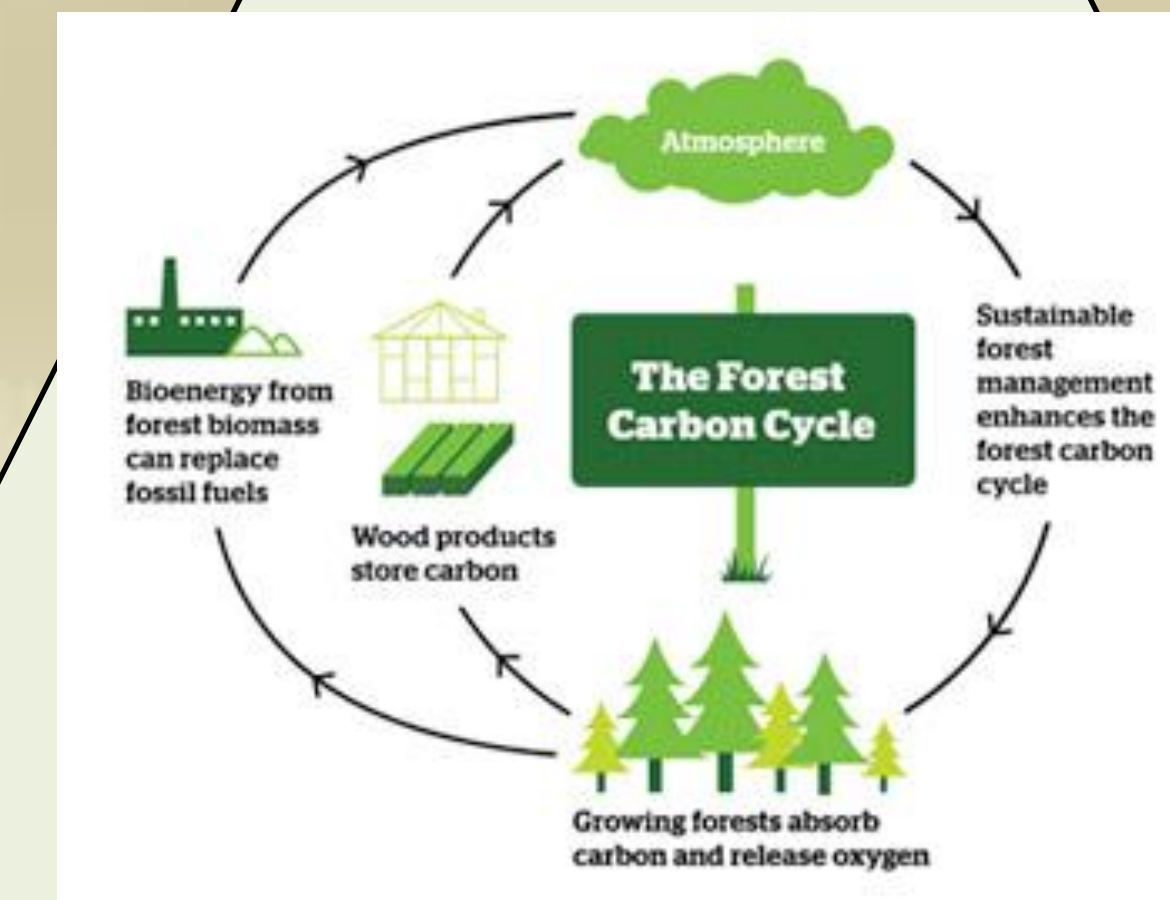 Atmosphere
The Forest
Carbon Cycle
Sustainable
forest
management
enhances the
forest carbon
cycle
Bioenergy from
forest biomass
can replace
fossil fuels
Wood products
store carbon
Growing forests absorb
carbon and release oxygen